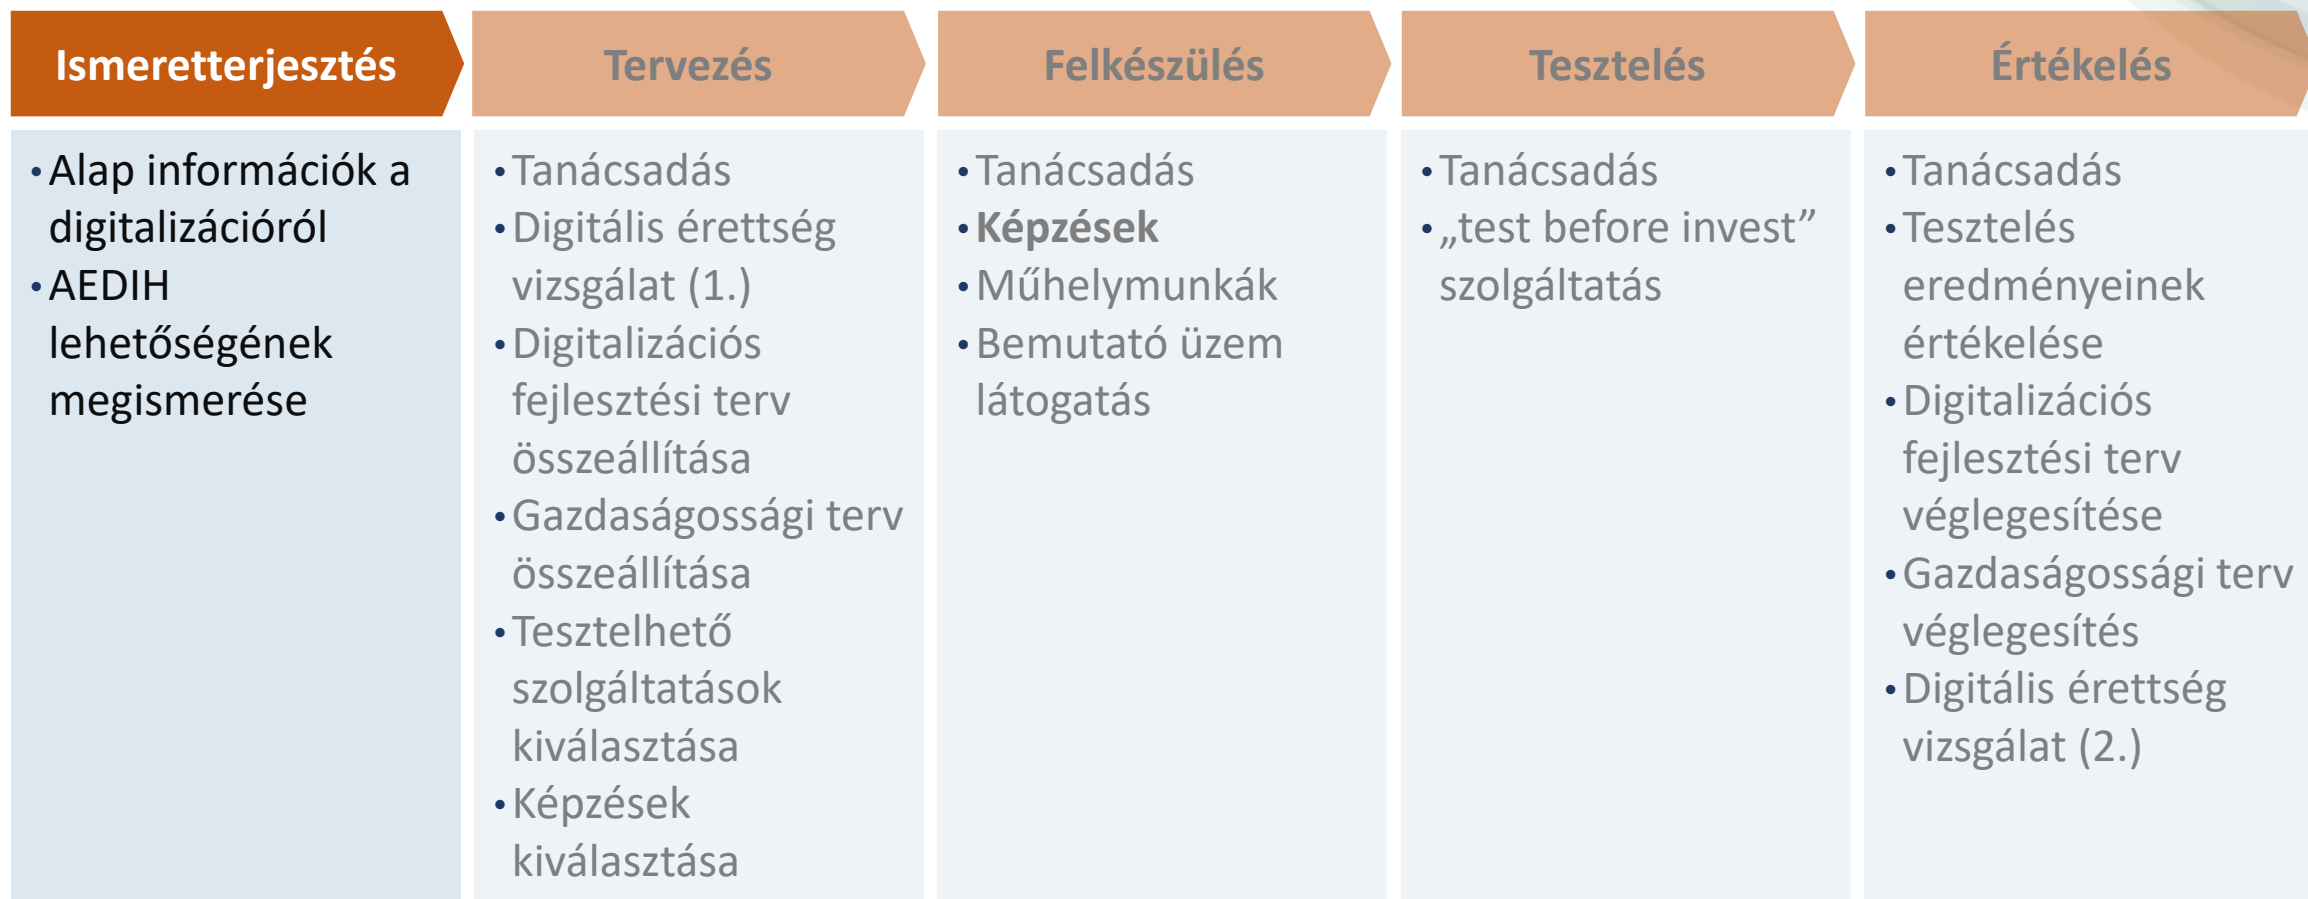 Ismeretterjesztés
• Alap információk a
digitalizációról
• AEDIH
lehetőségének
megismerése
Tervezés
• Tanácsadás
• Digitális érettség
vizsgálat (1.)
• Digitalizációs
fejlesztési terv
összeállítása
• Gazdaságossági terv
összeállítása
• Tesztelhető
szolgáltatások
kiválasztása
• Képzések
kiválasztása
Felkészülés
• Tanácsadás
• Képzések
• Műhelymunkák
• Bemutató üzem
látogatás
Tesztelés
• Tanácsadás
• „test before invest”
szolgáltatás
Értékelés
• Tanácsadás
• Tesztelés
eredményeinek
értékelése
• Digitalizációs
fejlesztési terv
véglegesítése
• Gazdaságossági terv
véglegesítés
• Digitális érettség
vizsgálat (2.)